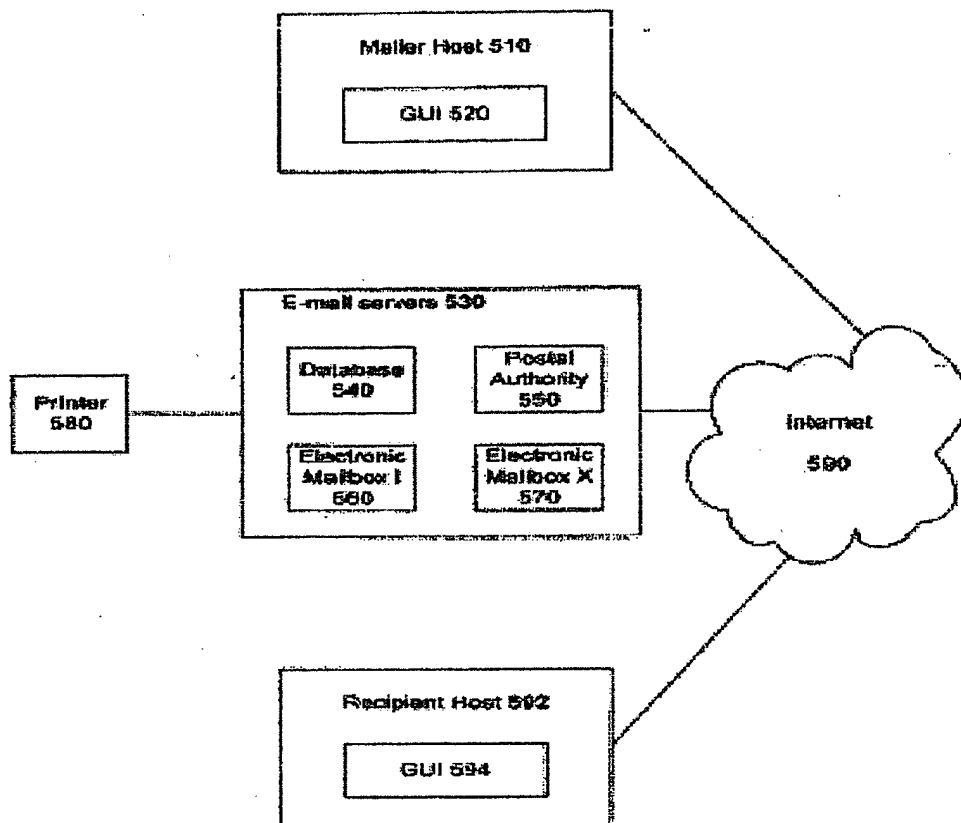 Mailer Host 510
GUI 520
E-mail servers 530
Database
540
Postal
Authority
550
Printer
580
Internet
590
Electronic
Mailbox I
560
Electronic
Mailbox X
570
Recipient Host 592
GUI 594